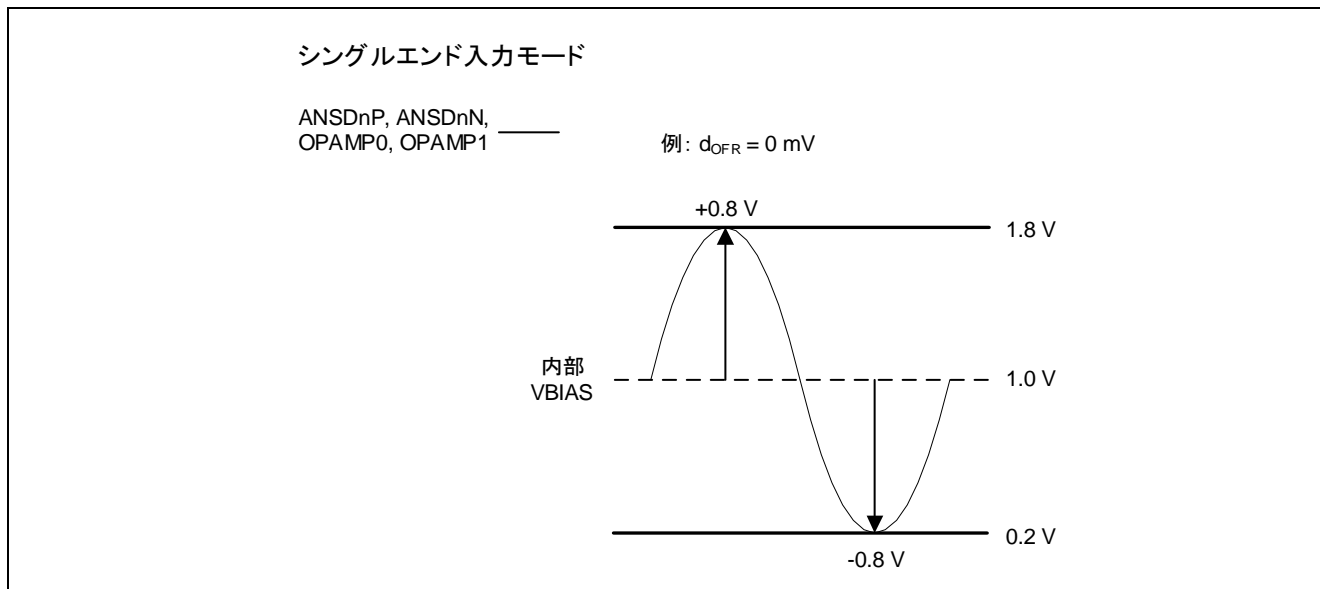 シングルエンド入力モード
ANSDnP, ANSDnN,
OPAMP0, OPAMP1
例: dOFR = 0 mV
+0.8 V
1.8 V
内部
VBIAS
1.0 V
0.2 V
-0.8 V